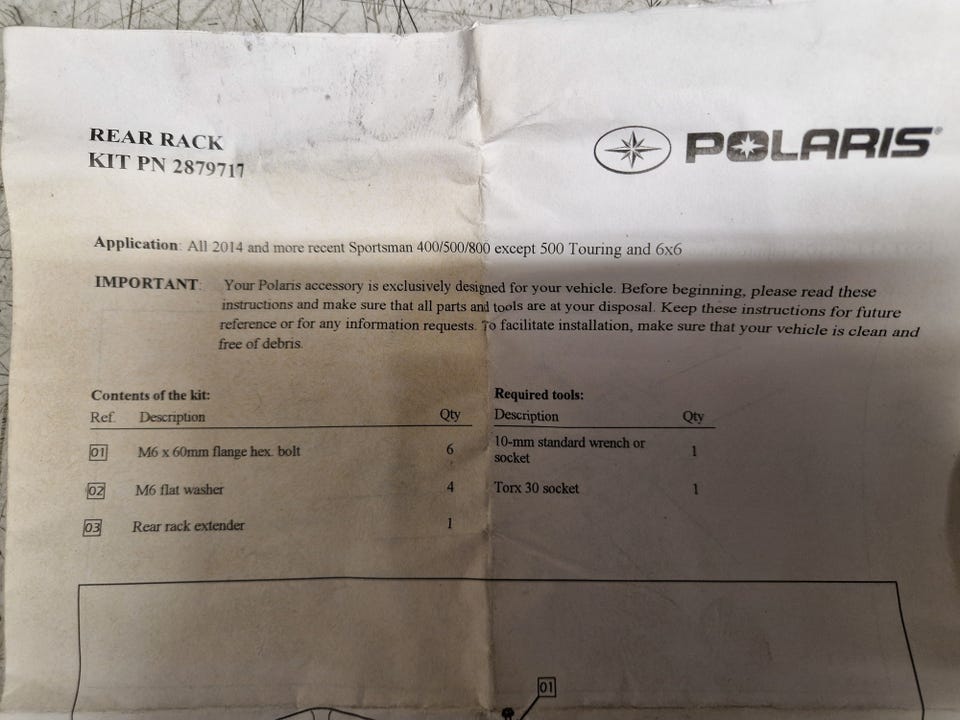 REAR RACK
KIT PN 2879717
POLARIS®
Application: All 2014 and more recent Sportsman 400/500/800 except 500 Touring and 6x6
IMPORTANT: Your Polaris accessory is exclusively designed for your vehicle. Before beginning, please read these
instructions and make sure that all parts and tools are at your disposal. Keep these instructions for future
reference or for any information requests. To facilitate installation, make sure that your vehicle is clean and
free of debris.
Contents of the kit:
Ref. Description Qty
01 M6 x 60mm flange hex. bolt 6
02 M6 flat washer 4
03 Rear rack extender 1
Required tools:
Description Qty
10-mm standard wrench or
socket 1
Torx 30 socket 1
01